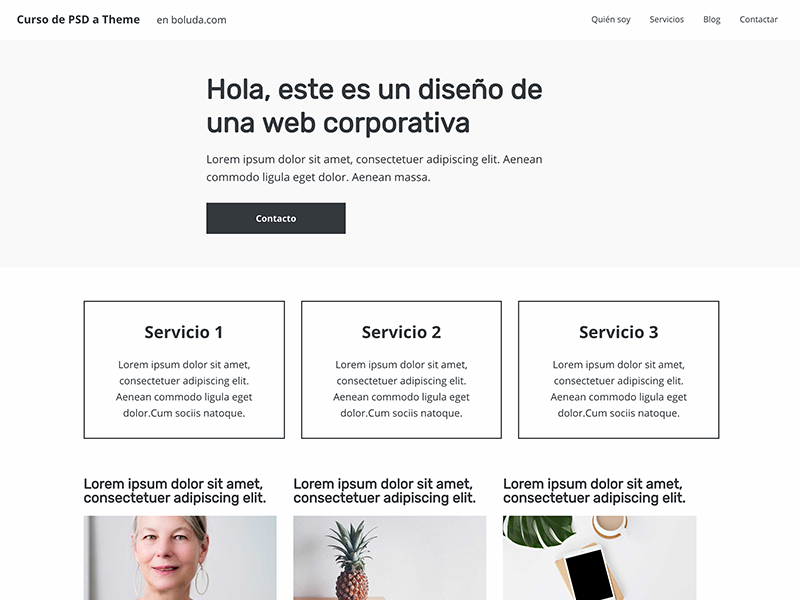 Curso de PSD a Theme en boluda.com Quién soy Servicios Blog Contactar
Hola, este es un diseño de
una web corporativa
Lorem ipsum dolor sit amet, consectetuer adipiscing elit. Aenean
commodo ligula eget dolor. Aenean massa.
Contacto
Servicio 1
Lorem ipsum dolor sit amet,
consectetuer adipiscing elit.
Aenean commodo ligula eget
dolor.Cum sociis natoque.
Servicio 2
Lorem ipsum dolor sit amet,
consectetuer adipiscing elit.
Aenean commodo ligula eget
dolor.Cum sociis natoque.
Servicio 3
Lorem ipsum dolor sit amet,
consectetuer adipiscing elit.
Aenean commodo ligula eget
dolor.Cum sociis natoque.
Lorem ipsum dolor sit amet,
consectetuer adipiscing elit.
Lorem ipsum dolor sit amet,
consectetuer adipiscing elit.
Lorem ipsum dolor sit amet,
consectetuer adipiscing elit.